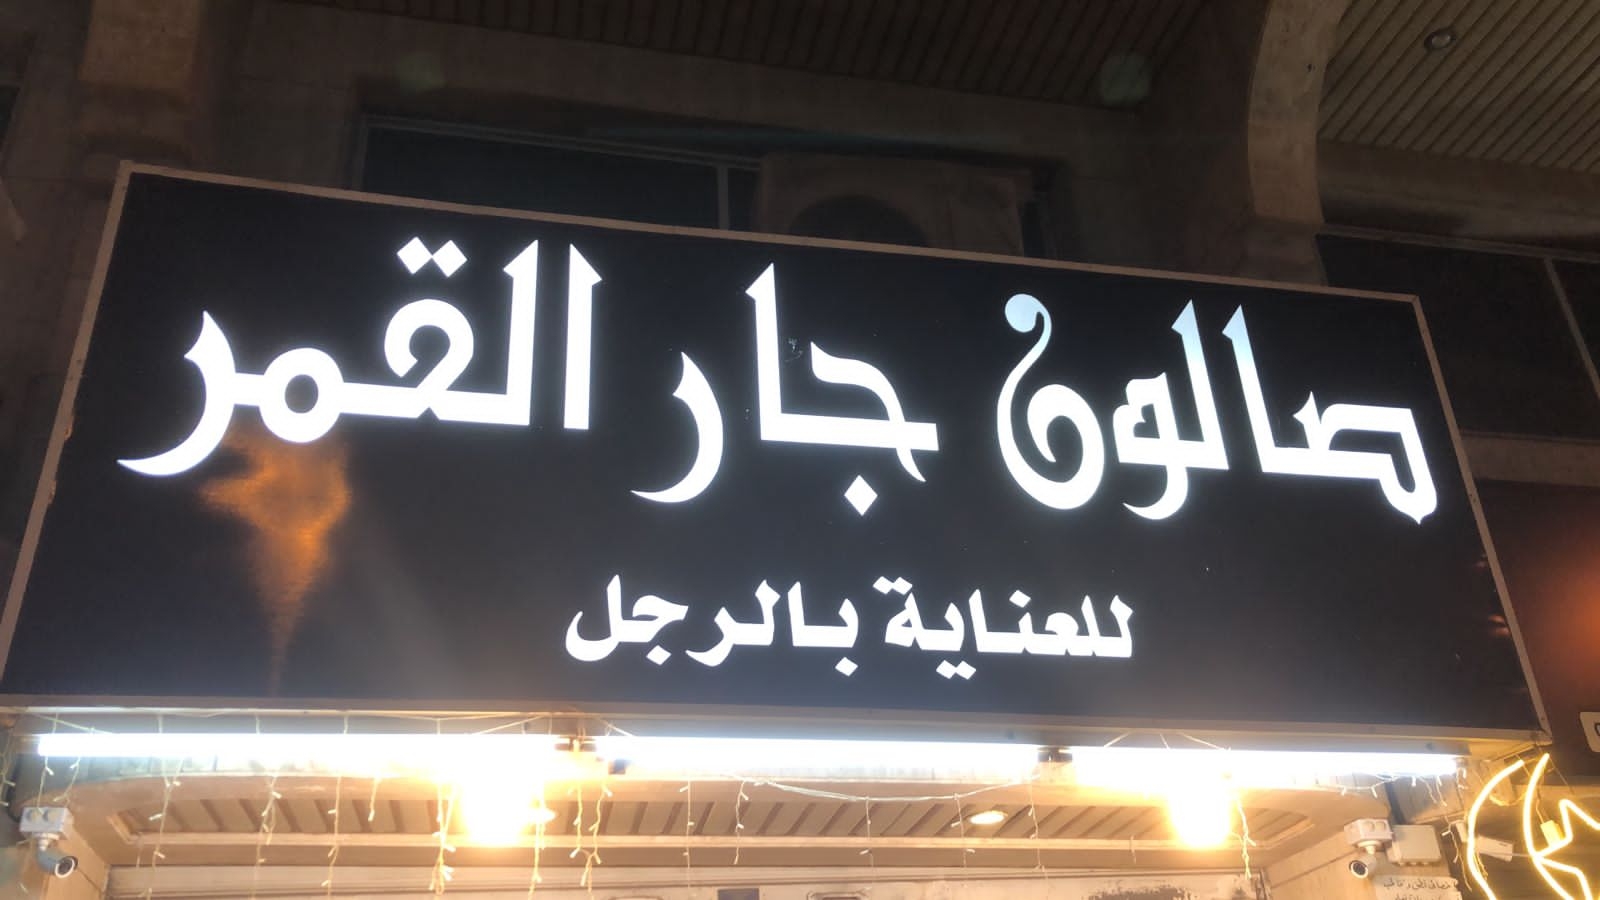 صالون جار القمر
للعناية بالرجل